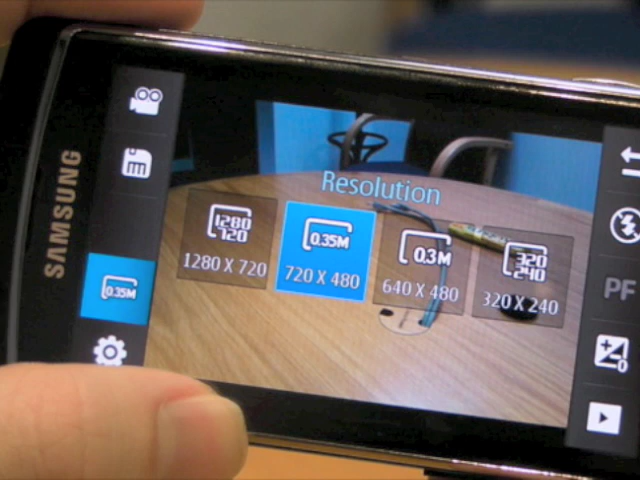 SAMSUNG
Resolution
1280
720
1280 X 720
0.35M
720 X 480
0.3M
640 X 480
320
240
320 X 240
0.35M
PF
0